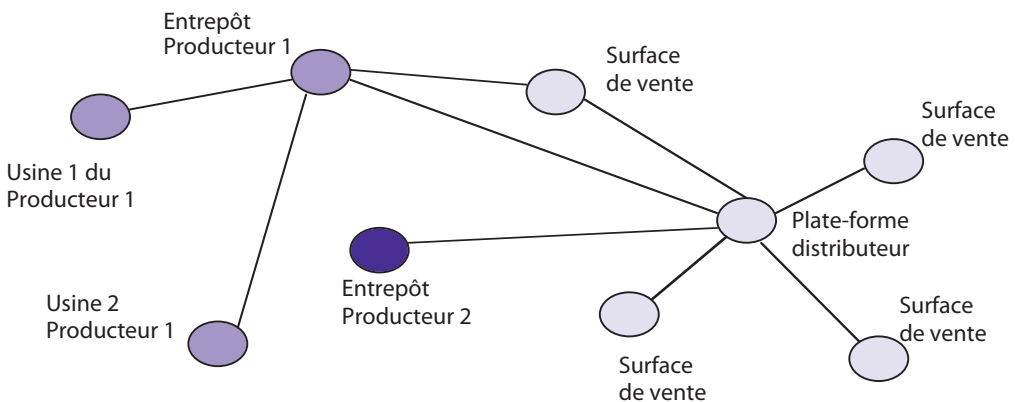 Entrepôt
Producteur 1
Surface
de vente
Surface
de vente
Usine 1 du
Producteur 1
Plate-forme
distributeur
Entrepôt
Producteur 2
Usine 2
Producteur 1
Surface
de vente
Surface
de vente